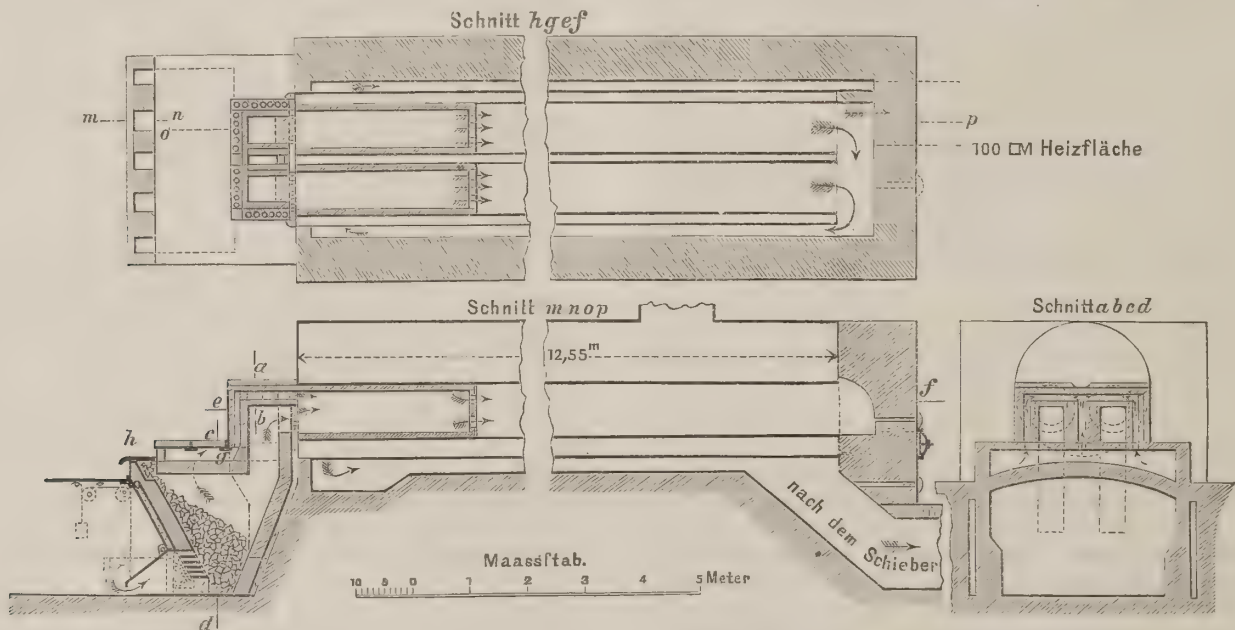 Schnitt hgef
m n o p
100 □M Heizfläche
Schnitt mnop
Schnitt abcd
12,55ᵐ
a
e f
b
c
h g
nach dem Schieber
Maassstab.
10 5 0 1 2 3 4 5 Meter
d